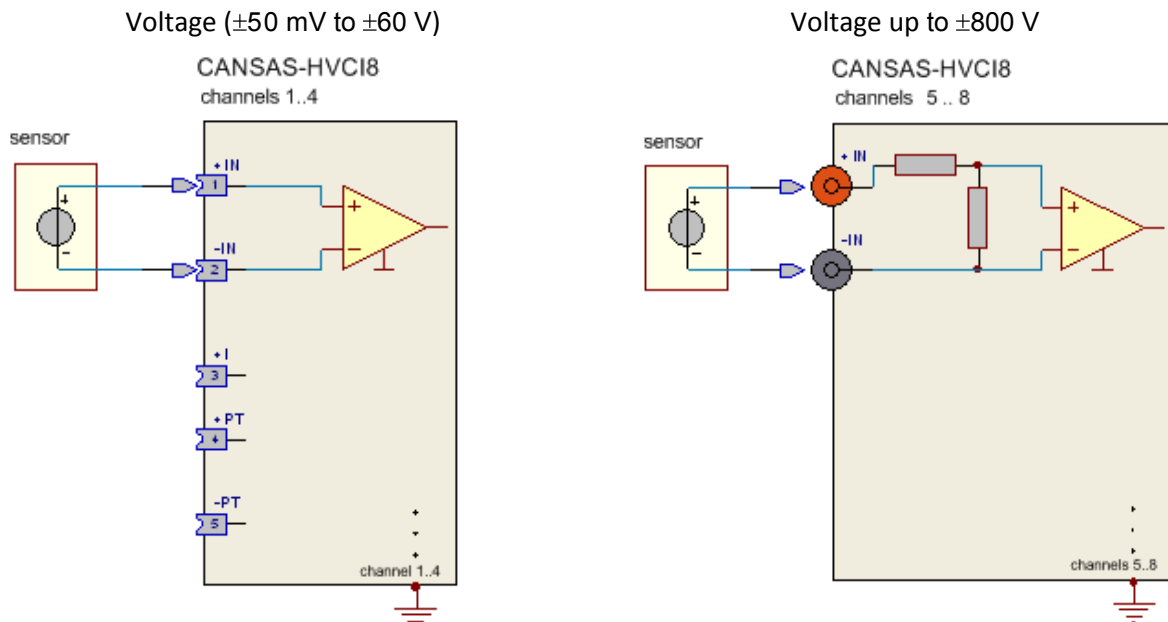 Voltage (±50 mV to ±60 V)
CANSAS-HVCI8
channels 1..4
sensor
+
-
+ IN
1
-IN
2
+
−
+I
3
+ PT
4
-PT
5
channel 1..4
Voltage up to ±800 V
CANSAS-HVCI8
channels 5 .. 8
sensor
+
-
+ IN
-IN
+
−
channels 5..8